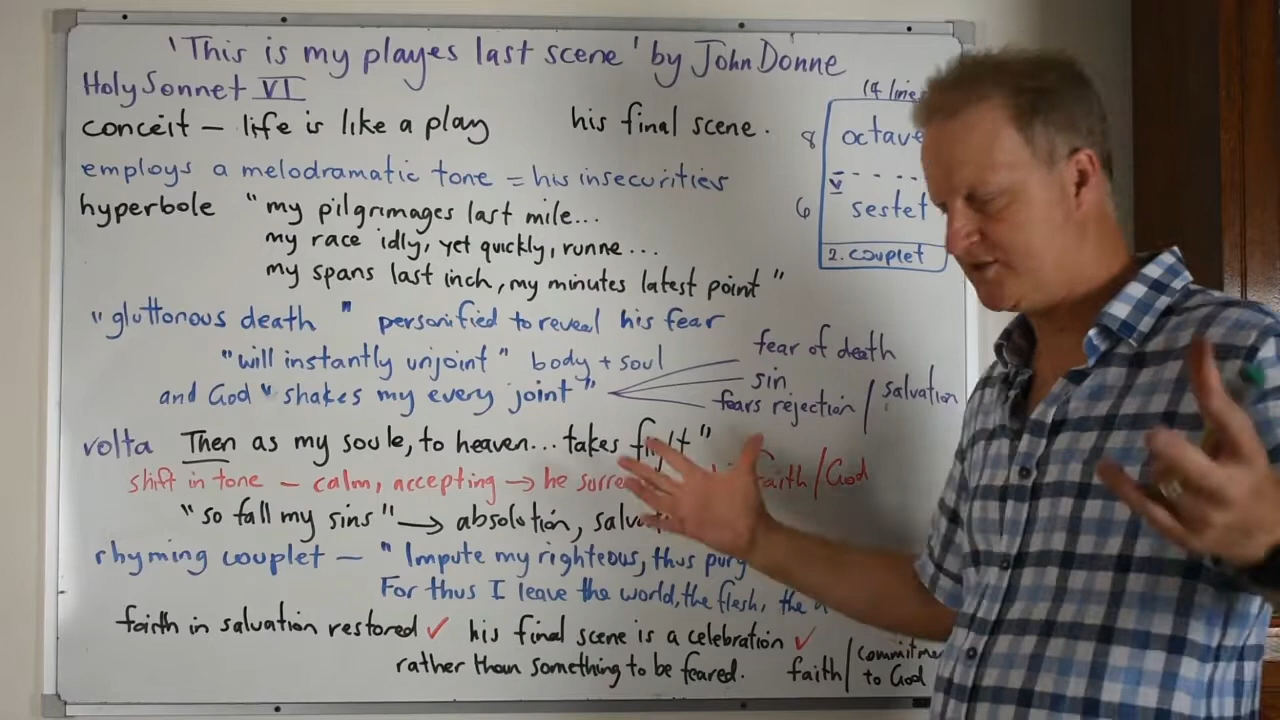 'This is my playes last scene' by John Donne
Holy Sonnet VI
conceit – life is like a play his final scene.
employs a melodramatic tone = his insecurities
hyperbole "my pilgrimages last mile...
my race idly, yet quickly, runne...
my spans last inch, my minutes latest point"
14
8 octave
v
6 sestet
2. couplet
"gluttonous death" personified to reveal his fear
"will instantly unjoint" body + soul
and God "shakes my every joint"
fear of death
sin
fears rejection / salvation
volta Then as my soule, to heaven... takes
shift in tone – calm, accepting → he faith/God
"so fall my sins" → absolution,
rhyming couplet – "Impute my righteous, thus
For thus I leave the world, the flesh, the
faith in salvation restored ✓ his final scene is a celebration ✓
rather than something to be feared.
faith/ to God